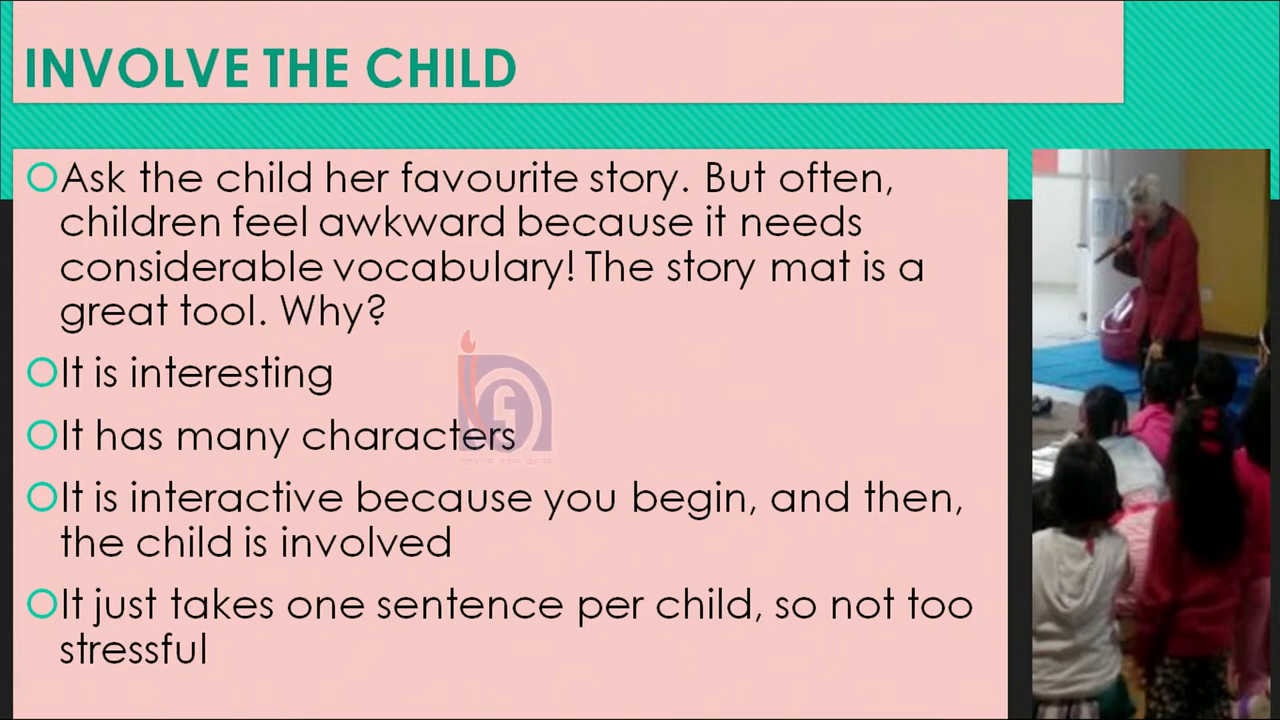 INVOLVE THE CHILD
Ask the child her favourite story. But often,
children feel awkward because it needs
considerable vocabulary! The story mat is a
great tool. Why?
It is interesting
It has many characters
It is interactive because you begin, and then,
the child is involved
It just takes one sentence per child, so not too
stressful